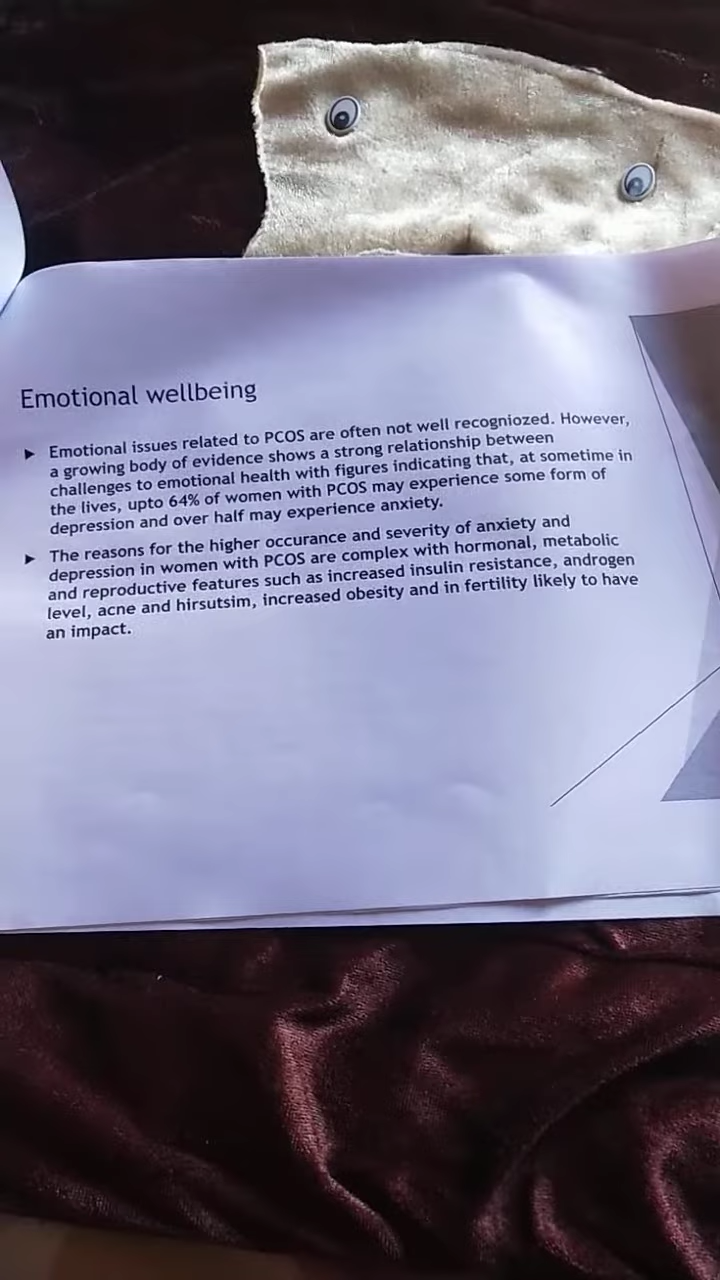 Emotional wellbeing
Emotional issues related to PCOS are often not well recogniozed. However,
a growing body of evidence shows a strong relationship between
challenges to emotional health with figures indicating that, at sometime in
the lives, upto 64% of women with PCOS may experience some form of
depression and over half may experience anxiety.
The reasons for the higher occurance and severity of anxiety and
depression in women with PCOS are complex with hormonal, metabolic
and reproductive features such as increased insulin resistance, androgen
level, acne and hirsutsim, increased obesity and in fertility likely to have
an impact.